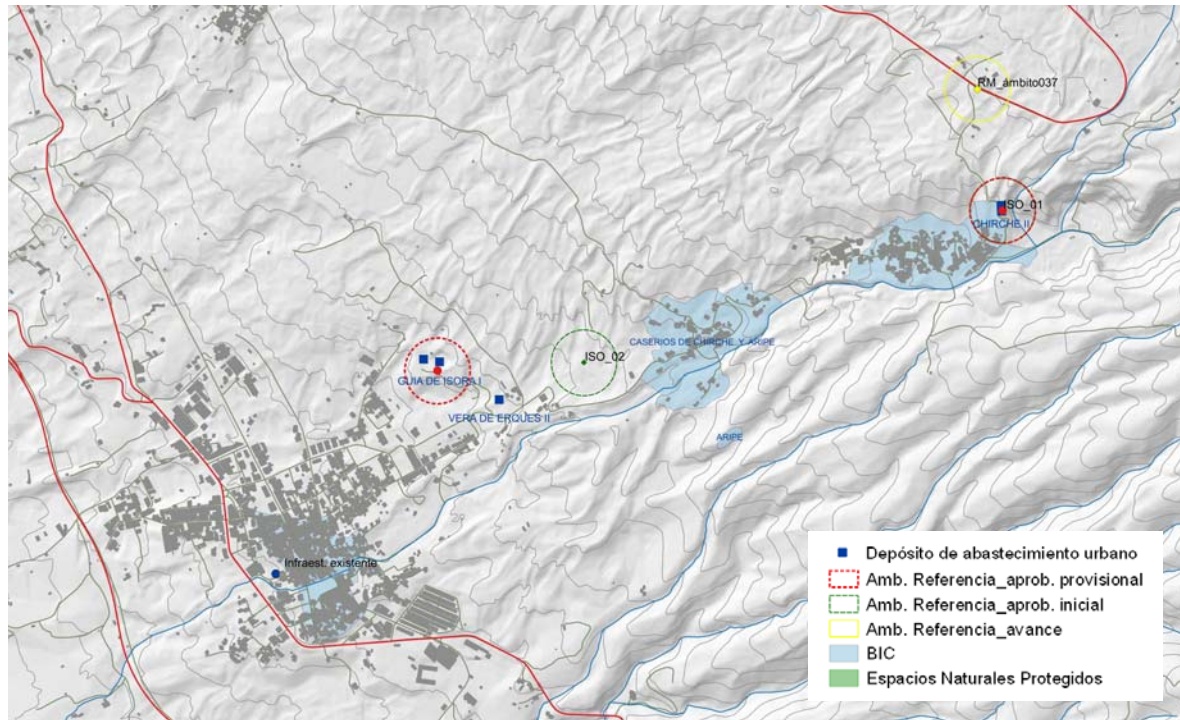 RM_ámbito037
ISO_01
CHIRCHE II
CASERIOS DE CHIRCHE Y ARIPE
ISO_02
GUIA DE ISORA I
VERA DE ERQUES II
ARIPE
Infraest. existente
Depósito de abastecimiento urbano
Amb. Referencia_aprob. provisional
Amb. Referencia_aprob. inicial
Amb. Referencia_avance
BIC
Espacios Naturales Protegidos